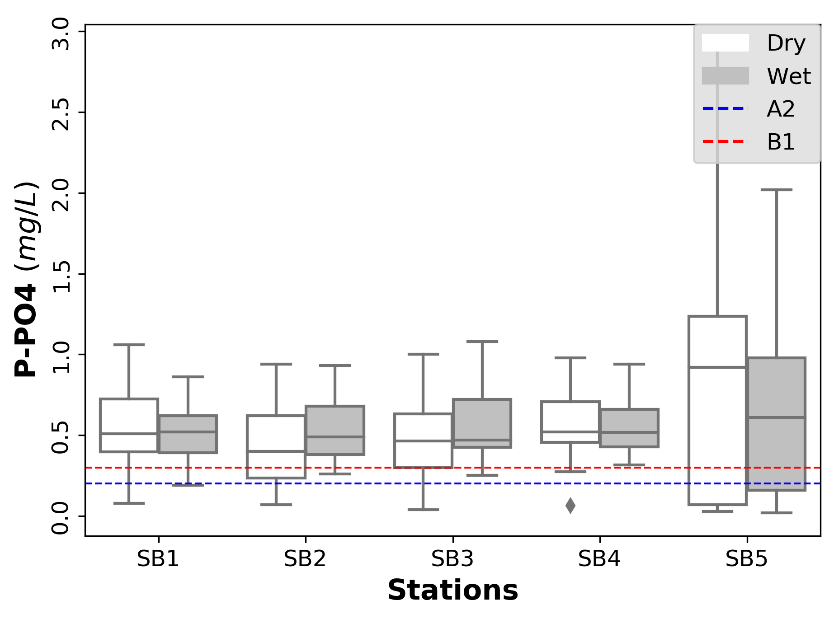 Dry
Wet
A2
B1
3.0
2.5
2.0
1.5
1.0
0.5
0.0
P-PO4 (mg/L)
SB1 SB2 SB3 SB4 SB5
Stations